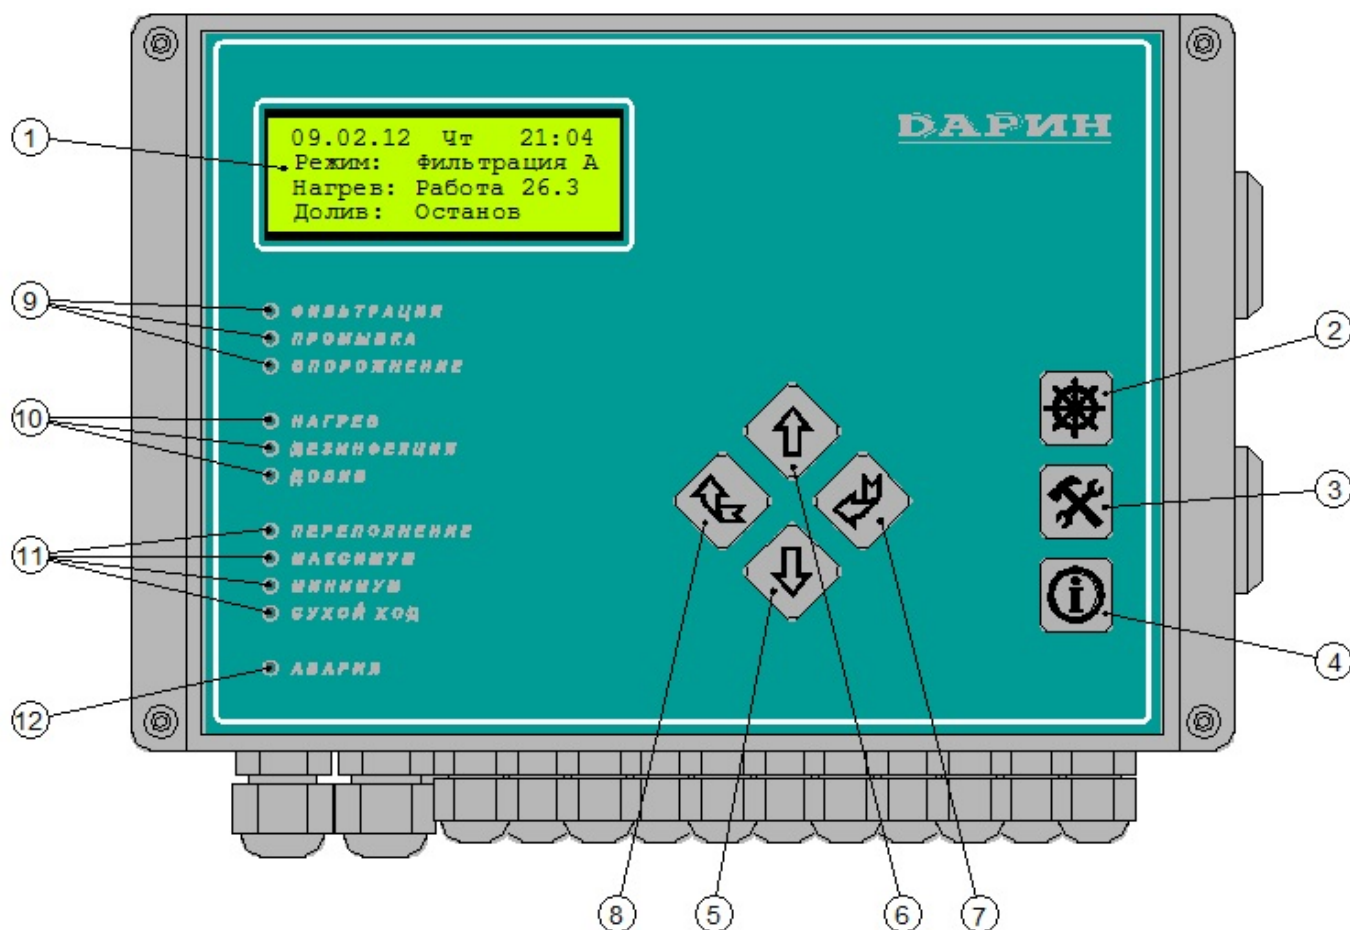 ДАРИН
1
09.02.12 Чт 21:04
Режим: Фильтрация А
Нагрев: Работа 26.3
Долив: Останов
9
ФИЛЬТРАЦИЯ
ПРОМЫВКА
ОПОРОЖНЕНИЕ
2
10
НАГРЕВ
ДЕЗИНФЕКЦИЯ
ДОЛИВ
3
11
ПЕРЕПОЛНЕНИЕ
МАКСИМУМ
МИНИМУМ
СУХОЙ ХОД
4
АВАРИЯ
12
8 5 6 7